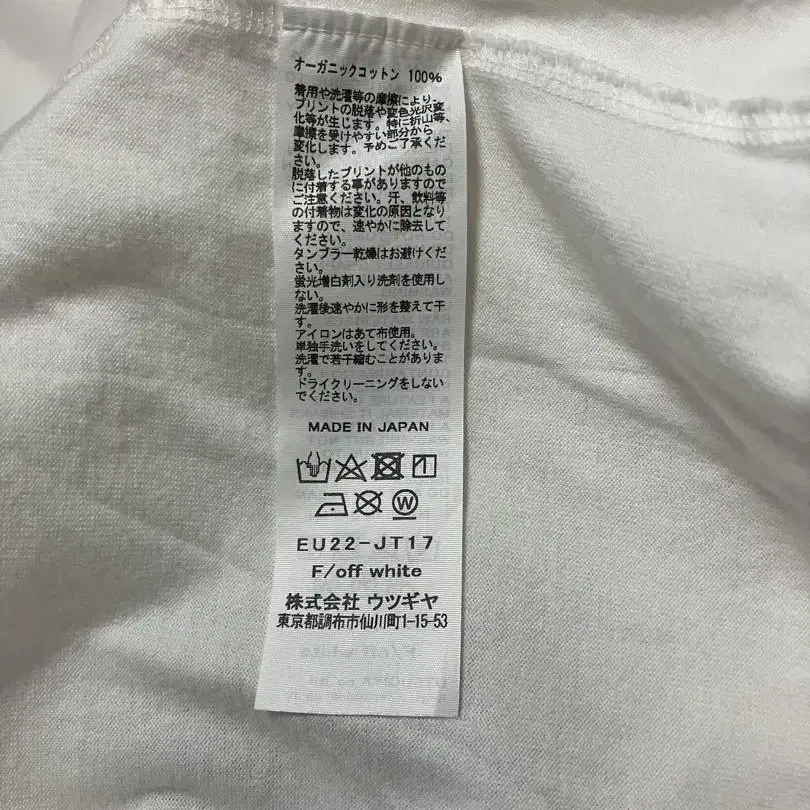 オーガニックコットン 100%
着用や洗濯等の摩擦により、
プリントの脱落や変色光沢変
化等が生じます。特に折山等、
摩擦を受けやすい部分から
変化します。予めご了承くだ
さい。
脱落したプリントが他のもの
に付着する事がありますので
ご注意ください。汗、飲料等
の付着物は変化の原因となり
ますので、速やかに除去して
ください。
タンブラー乾燥はお避けくだ
さい。
蛍光増白剤入り洗剤を使用し
ない。
洗濯後速やかに形を整えて干
す。
アイロンはあて布使用。
単独手洗いをしてください。
洗濯で若干縮むことがありま
す。
ドライクリーニングをしない
でください。
MADE IN JAPAN
W
EU22-JT17
F/off white
株式会社 ウツギヤ
東京都調布市仙川町1-15-53